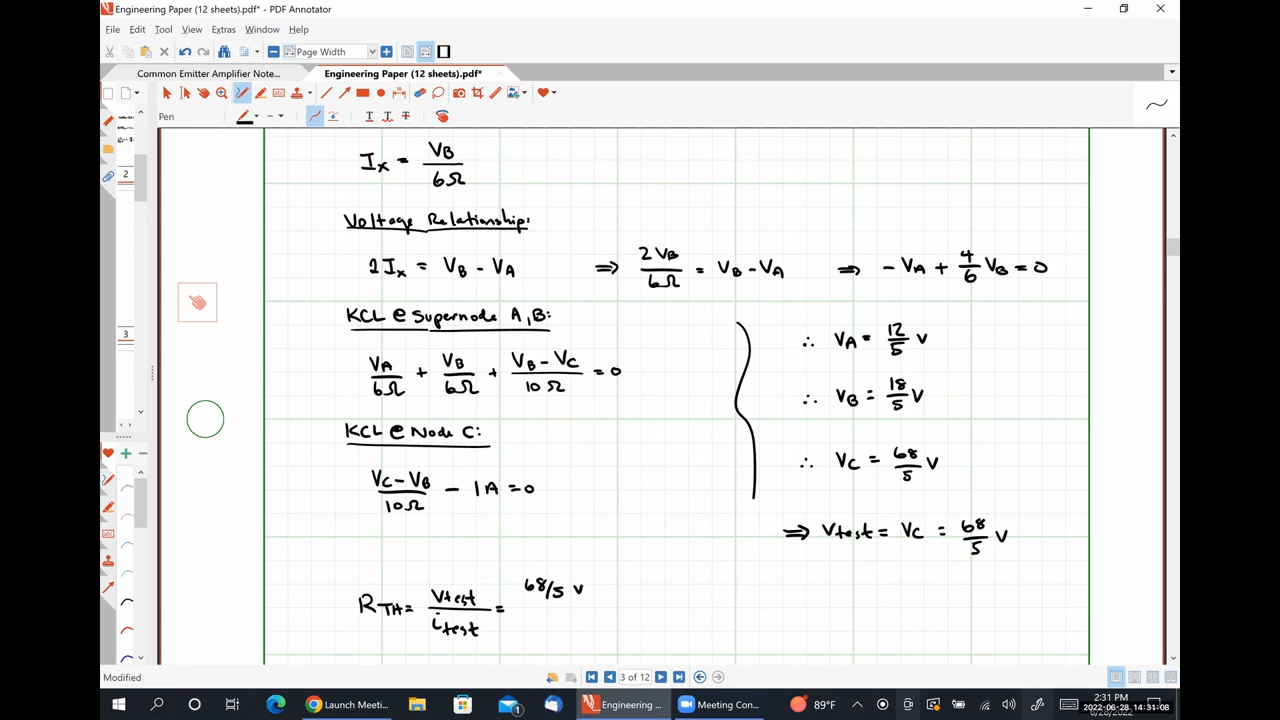 Engineering Paper (12 sheets).pdf* - PDF Annotator
File Edit Tool View Extras Window Help
Page Width
Common Emitter Amplifier Note...
Engineering Paper (12 sheets).pdf*
Pen
2
3
Ix = VB / 6Ω
Voltage Relationship:
2Ix = VB - VA ⇒ 2VB / 6Ω = VB - VA ⇒ -VA + 4/6 VB = 0
KCL @ Supernode A,B:
VA / 6Ω + VB / 6Ω + VB - VC / 10Ω = 0
KCL @ Node C:
VC - VB / 10Ω - 1A = 0
∴ VA = 12/5 V
∴ VB = 18/5 V
∴ VC = 68/5 V
⇒ Vtest = VC = 68/5 V
RTH = Vtest / itest = 68/5 V
Modified
3 of 12
Launch Meeti...
1
Engineering ...
Meeting Con...
89°F
2:31 PM
2022-06-28 14:31:08